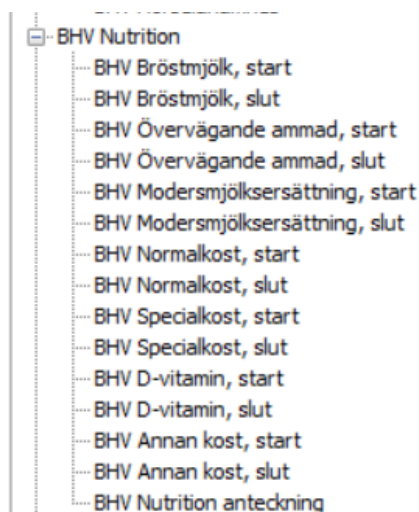 BHV Nutrition
BHV Bröstmjölk, start
BHV Bröstmjölk, slut
BHV Övervägande ammad, start
BHV Övervägande ammad, slut
BHV Modersmjölksersättning, start
BHV Modersmjölksersättning, slut
BHV Normalkost, start
BHV Normalkost, slut
BHV Specialkost, start
BHV Specialkost, slut
BHV D-vitamin, start
BHV D-vitamin, slut
BHV Annan kost, start
BHV Annan kost, slut
BHV Nutrition anteckning